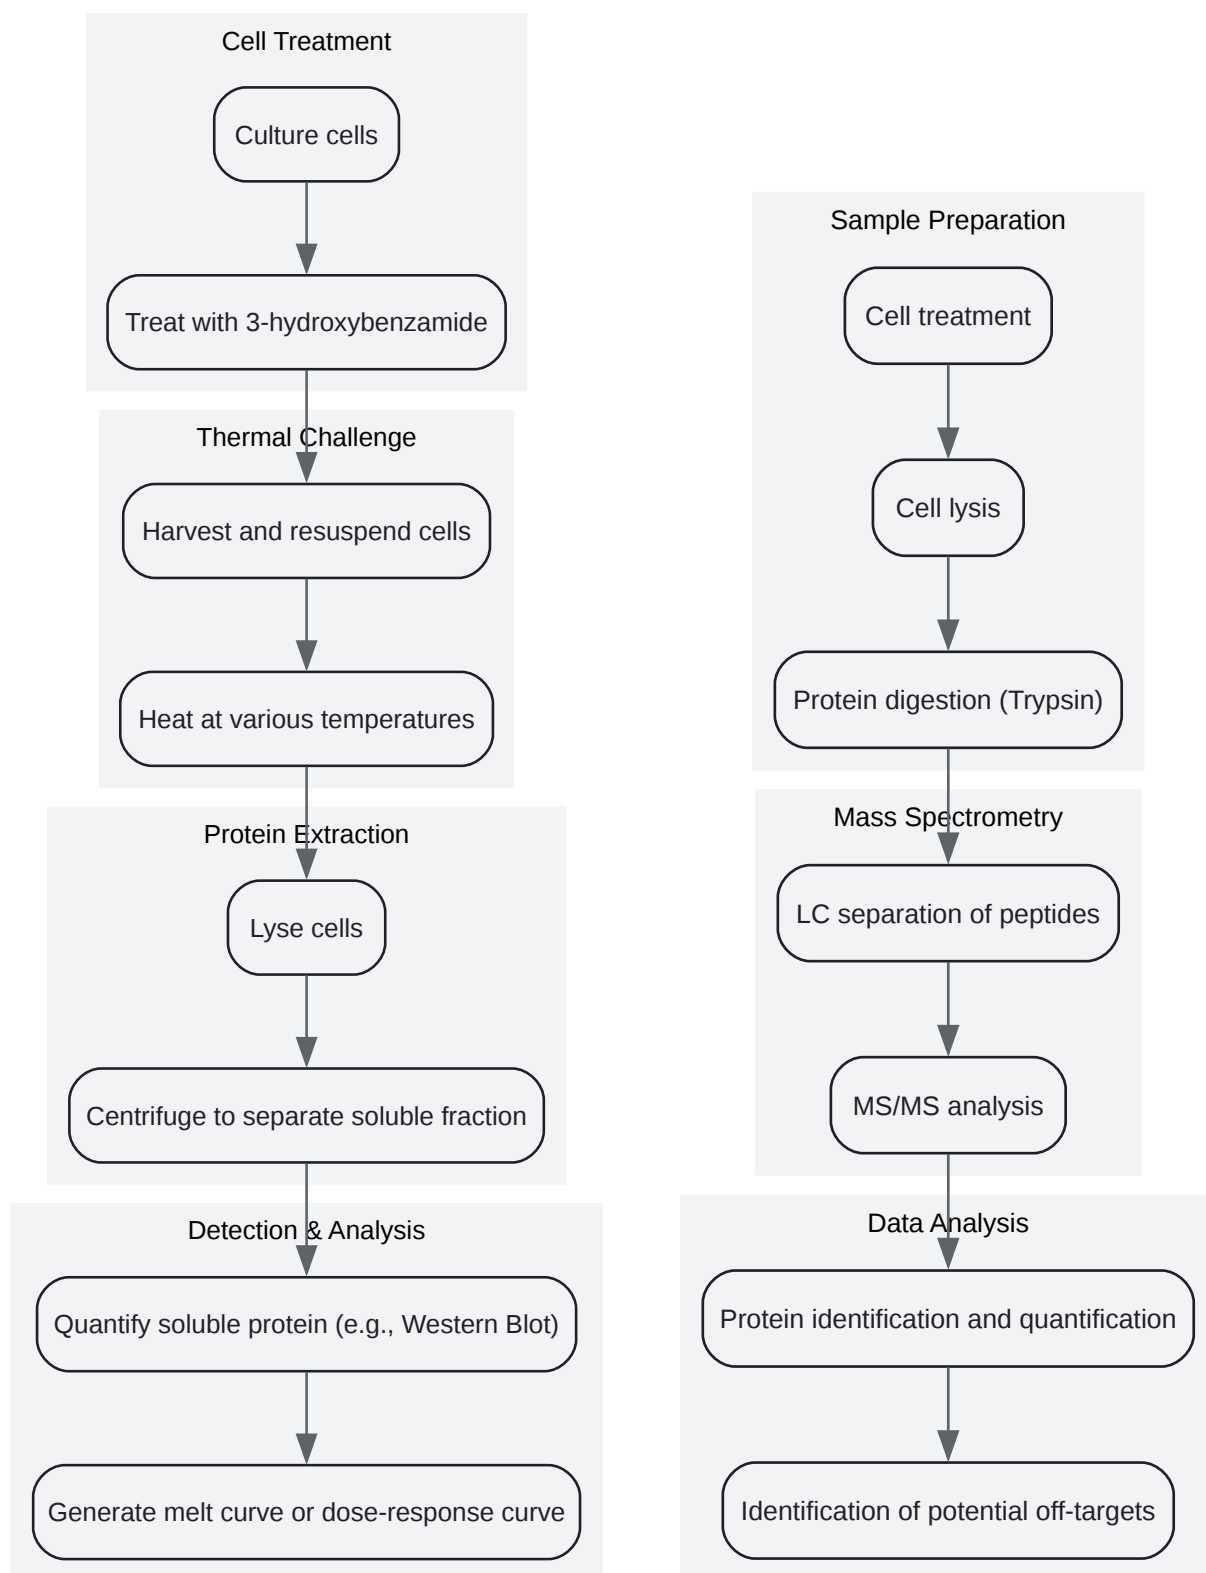 Cell Treatment
Culture cells
Treat with 3-hydroxybenzamide
Thermal Challenge
Harvest and resuspend cells
Heat at various temperatures
Protein Extraction
Lyse cells
Centrifuge to separate soluble fraction
Detection & Analysis
Quantify soluble protein (e.g., Western Blot)
Generate melt curve or dose-response curve
Sample Preparation
Cell treatment
Cell lysis
Protein digestion (Trypsin)
Mass Spectrometry
LC separation of peptides
MS/MS analysis
Data Analysis
Protein identification and quantification
Identification of potential off-targets